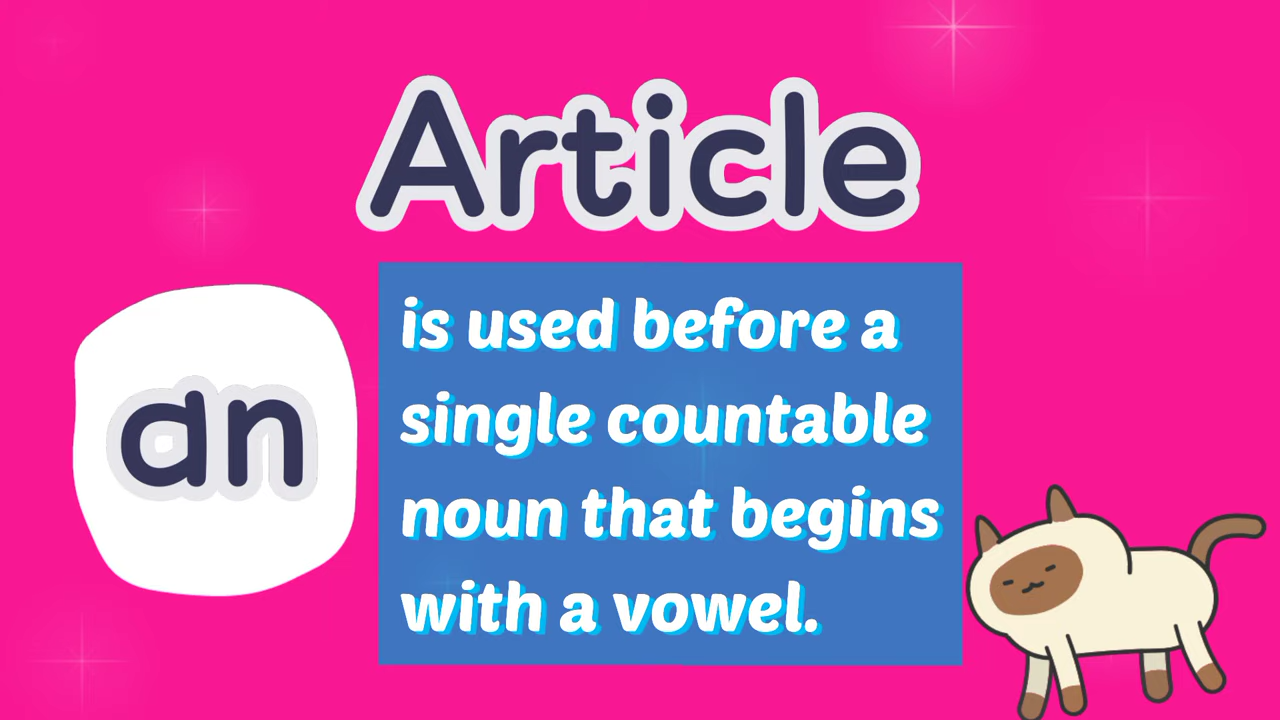 Article
an
is used before a
single countable
noun that begins
with a vowel.